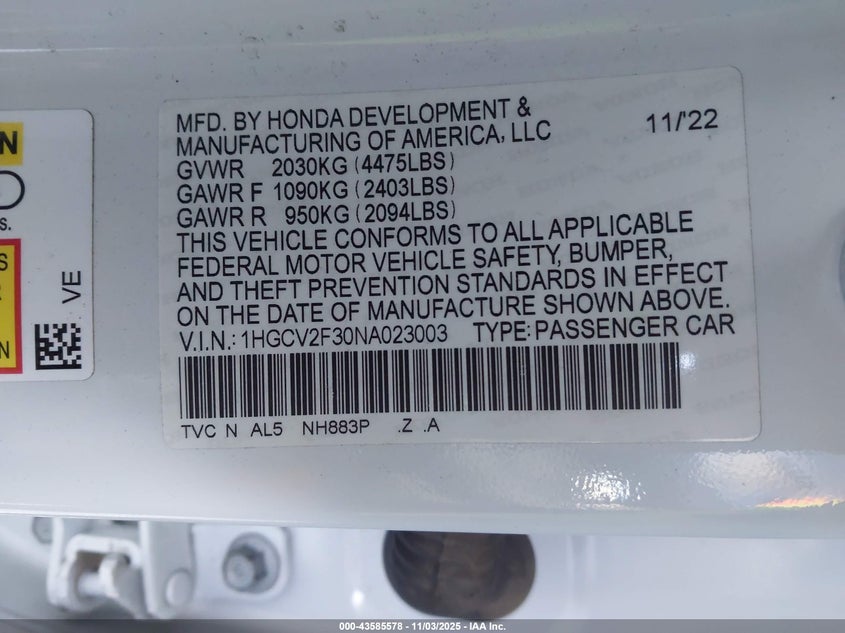 MFD. BY HONDA DEVELOPMENT &
MANUFACTURING OF AMERICA, LLC 11/'22
GVWR 2030KG (4475LBS)
GAWR F 1090KG (2403LBS)
GAWR R 950KG (2094LBS)
THIS VEHICLE CONFORMS TO ALL APPLICABLE
FEDERAL MOTOR VEHICLE SAFETY, BUMPER,
AND THEFT PREVENTION STANDARDS IN EFFECT
ON THE DATE OF MANUFACTURE SHOWN ABOVE.
V.I.N.: 1HGCV2F30NA023003 TYPE: PASSENGER CAR
TVC N AL5 NH883P .Z .A
VE
000-43585578 - 11/03/2025 - IAA Inc.